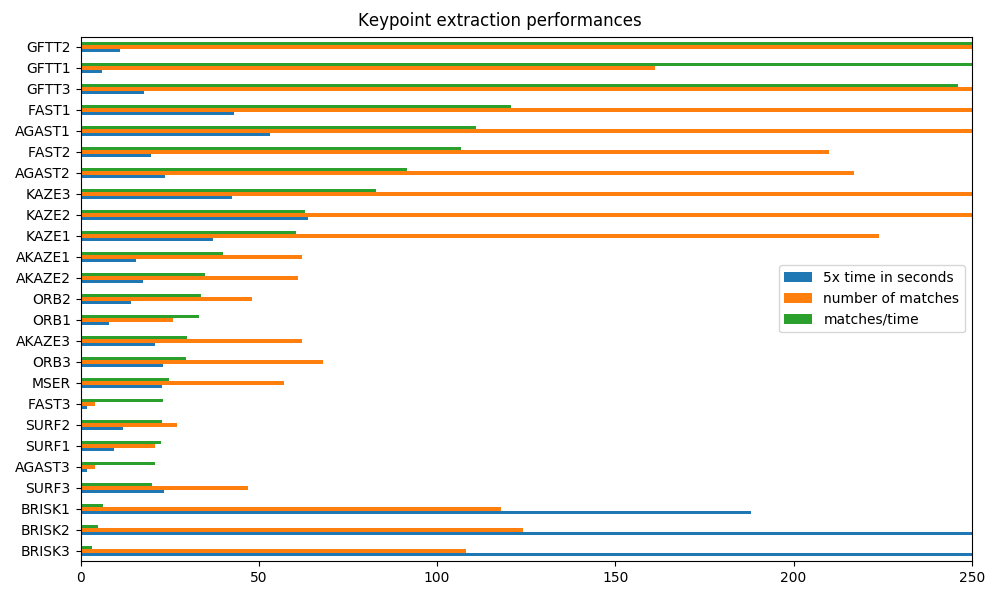 Keypoint extraction performances
GFTT2
GFTT1
GFTT3
FAST1
AGAST1
FAST2
AGAST2
KAZE3
KAZE2
KAZE1
AKAZE1
AKAZE2
ORB2
ORB1
AKAZE3
ORB3
MSER
FAST3
SURF2
SURF1
AGAST3
SURF3
BRISK1
BRISK2
BRISK3
5x time in seconds
number of matches
matches/time
0 50 100 150 200 250